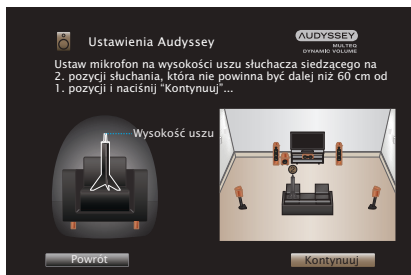 Ustawienia Audyssey
AUDYSSEY
MULTEQ
DYNAMIC VOLUME
Ustaw mikrofon na wysokości uszu słuchacza siedzącego na
2. pozycji słuchania, która nie powinna być dalej niż 60 cm od
1. pozycji i naciśnij “Kontynuuj”...
Wysokość uszu
Powrót
Kontynuuj